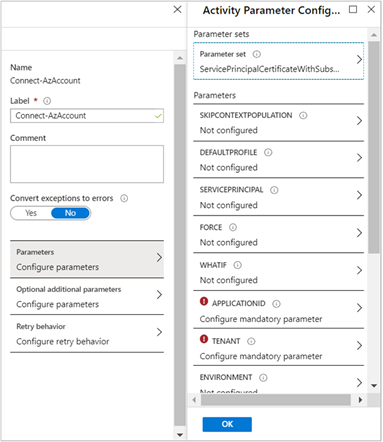 Name
Connect-AzAccount
Label *
Connect-AzAccount
Comment
Convert exceptions to errors
Yes No
Parameters
Configure parameters
Optional additional parameters
Configure parameters
Retry behavior
Configure retry behavior
Activity Parameter Config...
Parameter sets
Parameter set
ServicePrincipalCertificateWithSubs...
Parameters
SKIPCONTEXTPOPULATION
Not configured
DEFAULTPROFILE
Not configured
SERVICEPRINCIPAL
Not configured
FORCE
Not configured
WHATIF
Not configured
APPLICATIONID
Configure mandatory parameter
TENANT
Configure mandatory parameter
ENVIRONMENT
Not configured
OK